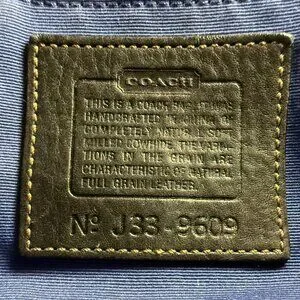 COACH
THIS IS A COACH BAG. IT WAS
HANDCRAFTED IN CHINA OF
COMPLETELY NATURAL, SOFT
MILLED COWHIDE. THE VARIA-
TIONS IN THE GRAIN ARE
CHARACTERISTIC OF NATURAL
FULL GRAIN LEATHER.
Nº J33-9609